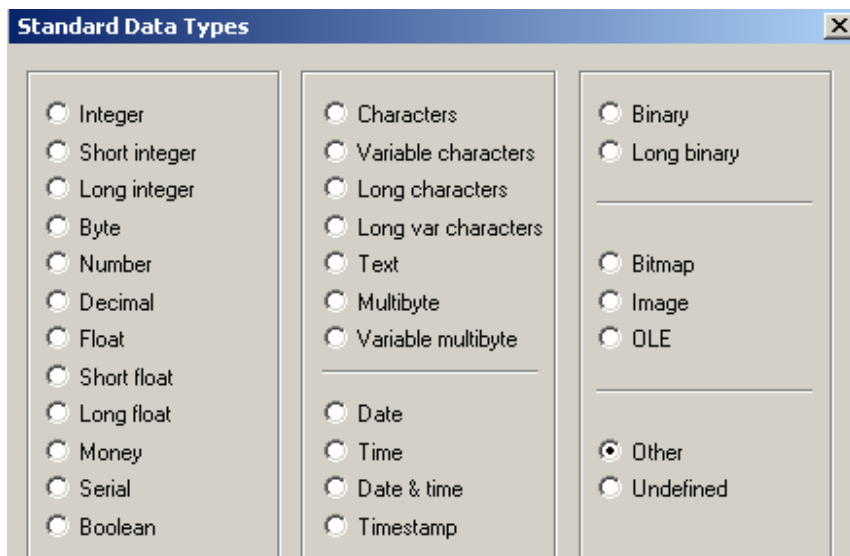 Standard Data Types
Integer
Short integer
Long integer
Byte
Number
Decimal
Float
Short float
Long float
Money
Serial
Boolean
Characters
Variable characters
Long characters
Long var characters
Text
Multibyte
Variable multibyte
Date
Time
Date & time
Timestamp
Binary
Long binary
Bitmap
Image
OLE
Other
Undefined